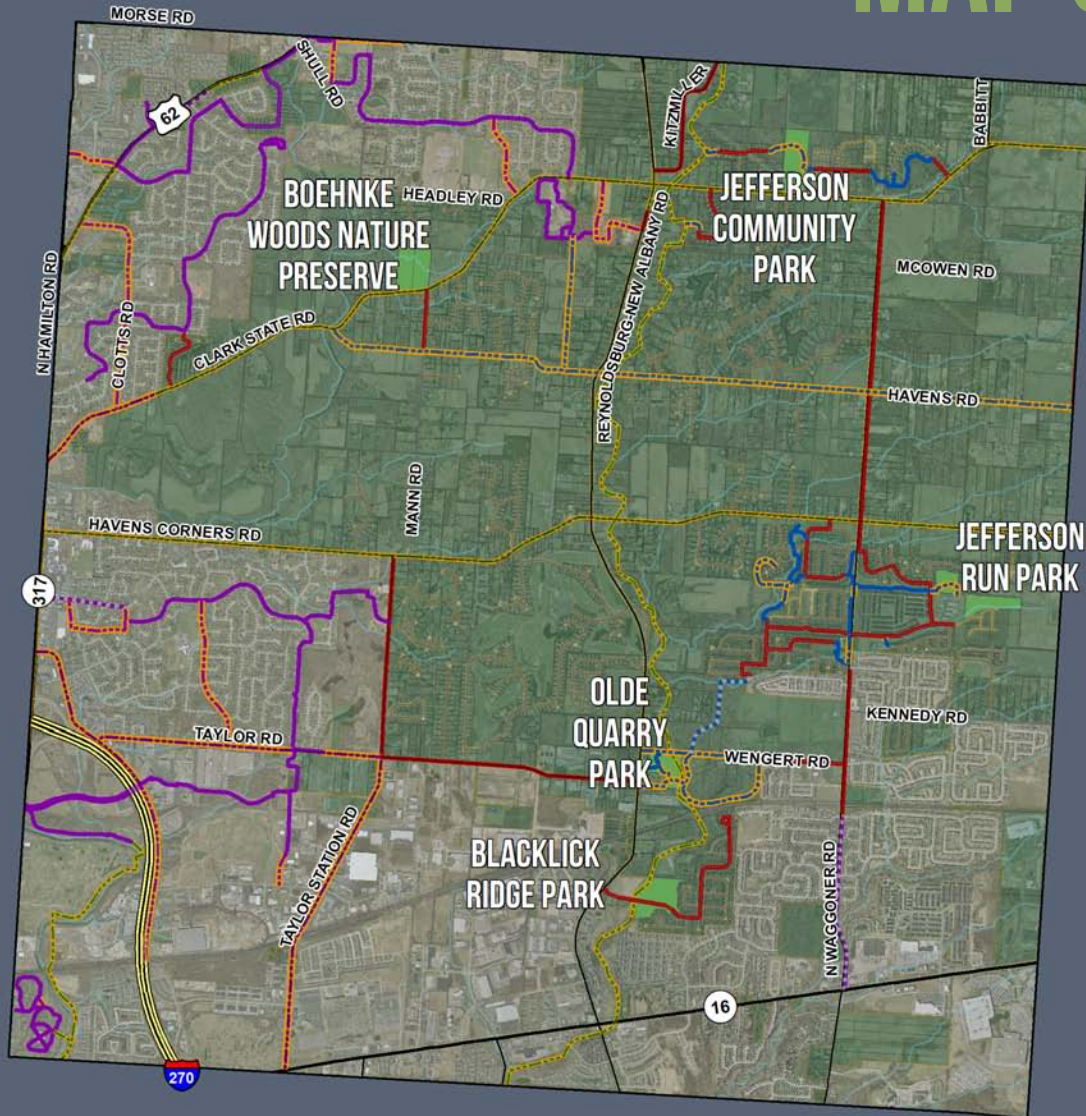 MORSE RD
SHULL RD
62
KITZMILLER
BABBITT
BOEHNKE
WOODS NATURE
PRESERVE
HEADLEY RD
JEFFERSON
COMMUNITY
PARK
MCOWEN RD
N HAMILTON RD
CLOTTS RD
CLARK STATE RD
REYNOLDSBURG-NEW ALBANY RD
HAVENS RD
MANN RD
HAVENS CORNERS RD
JEFFERSON
RUN PARK
317
OLDE
QUARRY
PARK
KENNEDY RD
TAYLOR RD
WENGERT RD
TAYLOR STATION RD
BLACKLICK
RIDGE PARK
N WAGGONER RD
16
270